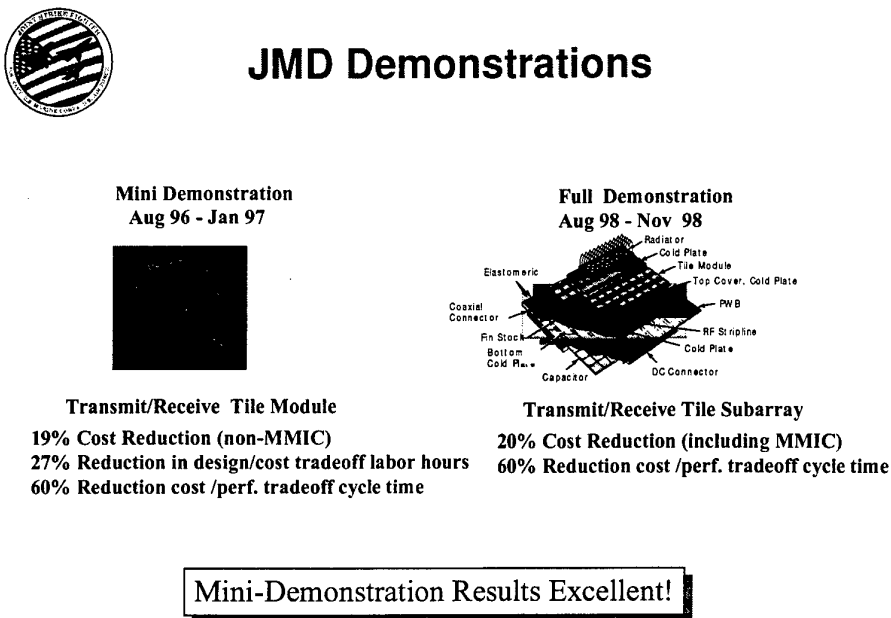 JOINT STRIKE FIGHTER
JMD Demonstrations
Mini Demonstration
Aug 96 - Jan 97
Transmit/Receive Tile Module
19% Cost Reduction (non-MMIC)
27% Reduction in design/cost tradeoff labor hours
60% Reduction cost /perf. tradeoff cycle time
Full Demonstration
Aug 98 - Nov 98
Radiator
Cold Plate
Tile Module
Top Cover, Cold Plate
PWB
RF Stripline
Cold Plate
DC Connector
Elastomeric
Coaxial
Connector
Fin Stock
Bottom
Cold Plate
Capacitor
Transmit/Receive Tile Subarray
20% Cost Reduction (including MMIC)
60% Reduction cost /perf. tradeoff cycle time
Mini-Demonstration Results Excellent!